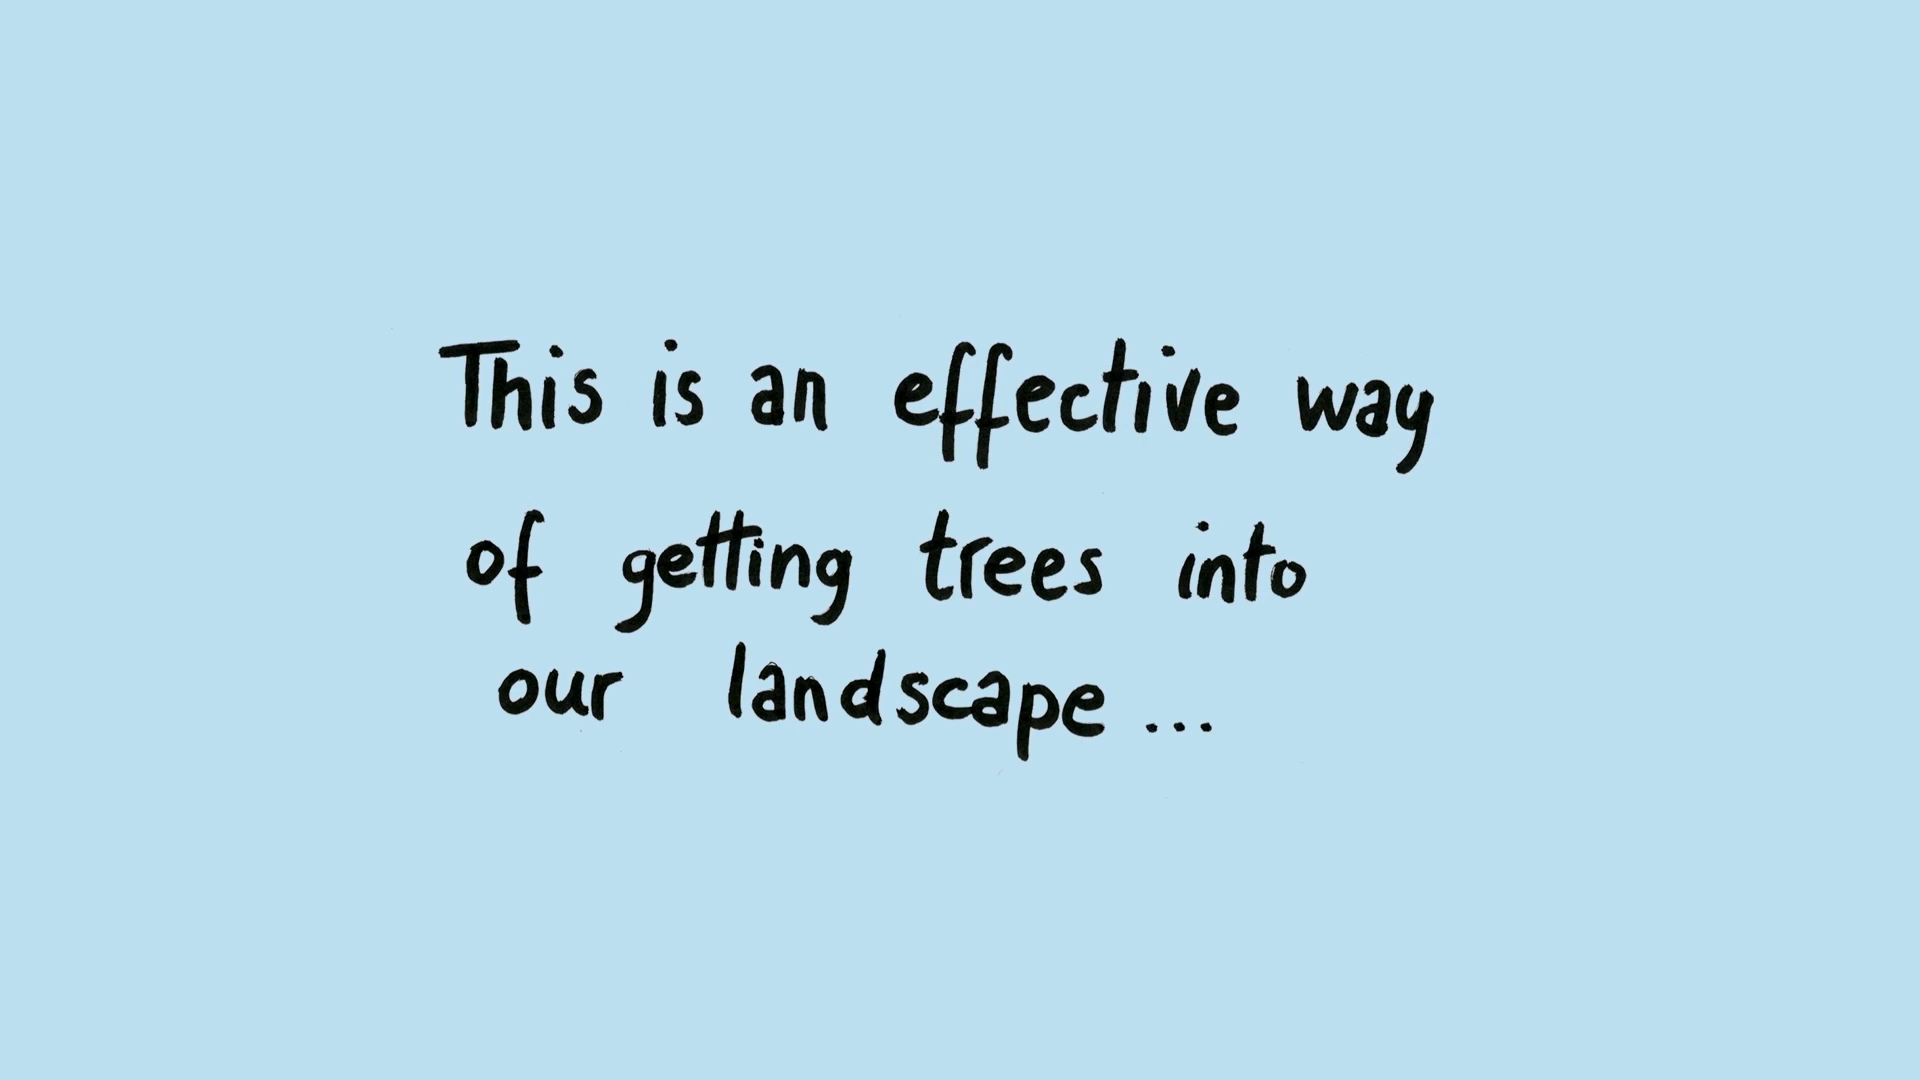 This is an effective way
of getting trees into
our landscape...